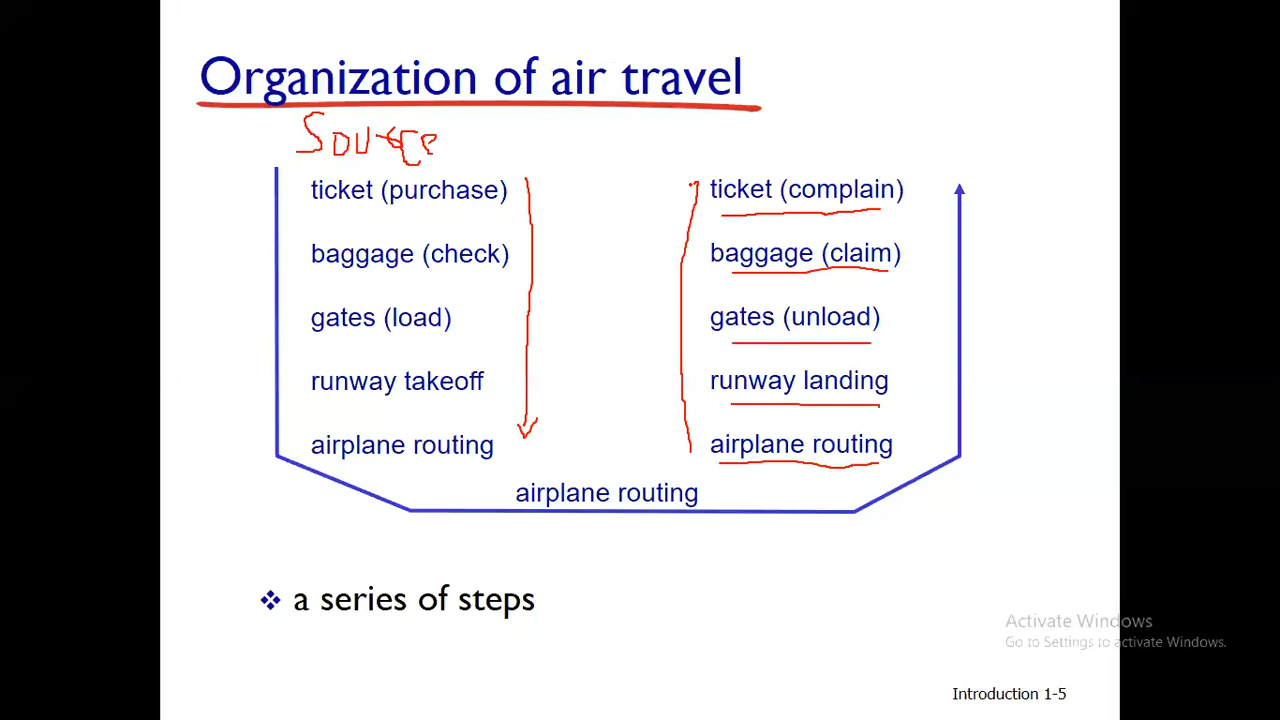 Organization of air travel
Source
ticket (purchase)
baggage (check)
gates (load)
runway takeoff
airplane routing
ticket (complain)
baggage (claim)
gates (unload)
runway landing
airplane routing
airplane routing
❖ a series of steps
Activate Windows
Go to Settings to activate Windows.
Introduction 1-5